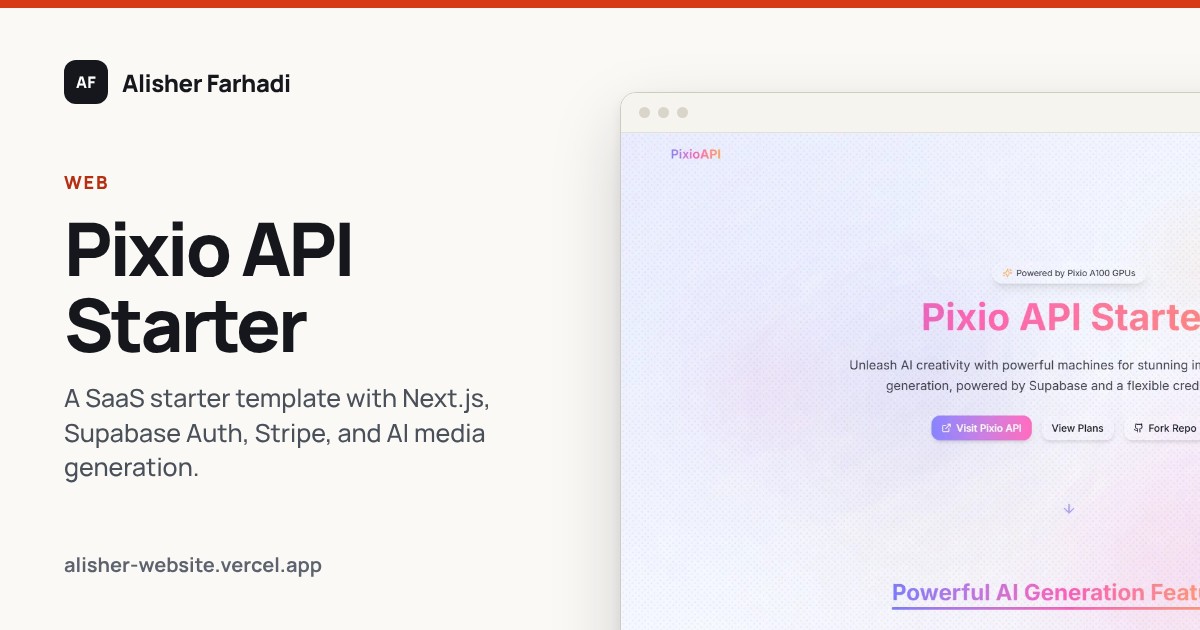 AF
Alisher Farhadi
WEB
Pixio API
Starter
A SaaS starter template with Next.js,
Supabase Auth, Stripe, and AI media
generation.
alisher-website.vercel.app
PixioAPI
Powered by Pixio A100 GPUs
Pixio API Starte
Unleash AI creativity with powerful machines for stunning
generation, powered by Supabase and a flexible cred
Visit Pixio API
View Plans
Fork Repo
Powerful AI Generation Featu